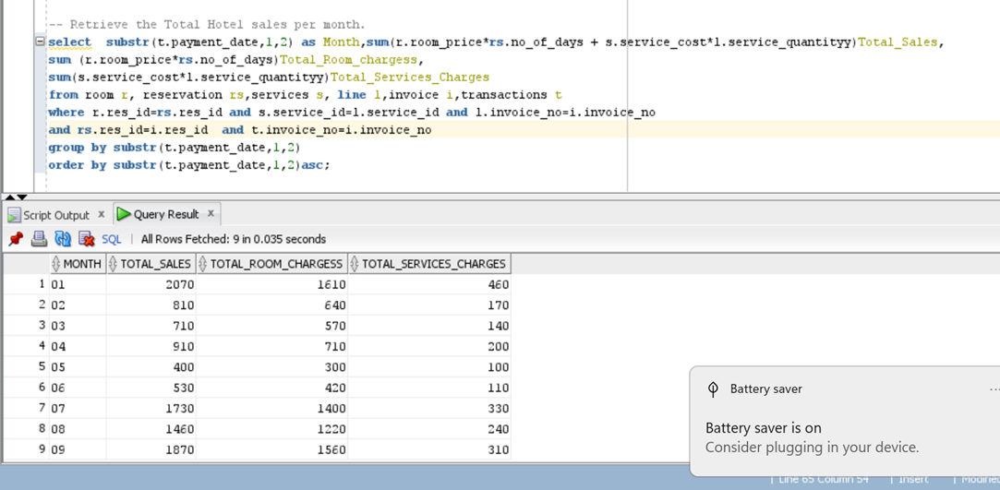 -- Retrieve the Total Hotel sales per month.
select substr(t.payment_date,1,2) as Month,sum(r.room_price*rs.no_of_days + s.service_cost*l.service_quantityy)Total_Sales,
sum (r.room_price*rs.no_of_days)Total_Room_chargess,
sum(s.service_cost*l.service_quantityy)Total_Services_Charges
from room r, reservation rs,services s, line l,invoice i,transactions t
where r.res_id=rs.res_id and s.service_id=l.service_id and l.invoice_no=i.invoice_no
and rs.res_id=i.res_id  and t.invoice_no=i.invoice_no
group by substr(t.payment_date,1,2)
order by substr(t.payment_date,1,2)asc;
Script Output x Query Result x
SQL | All Rows Fetched: 9 in 0.035 seconds
MONTH TOTAL_SALES TOTAL_ROOM_CHARGESS TOTAL_SERVICES_CHARGES
1 01 2070 1610 460
2 02 810 640 170
3 03 710 570 140
4 04 910 710 200
5 05 400 300 100
6 06 530 420 110
7 07 1730 1400 330
8 08 1460 1220 240
9 09 1870 1560 310
Battery saver ...
Battery saver is on
Consider plugging in your device.
| Line 65 Column 54 | Insert | Modified